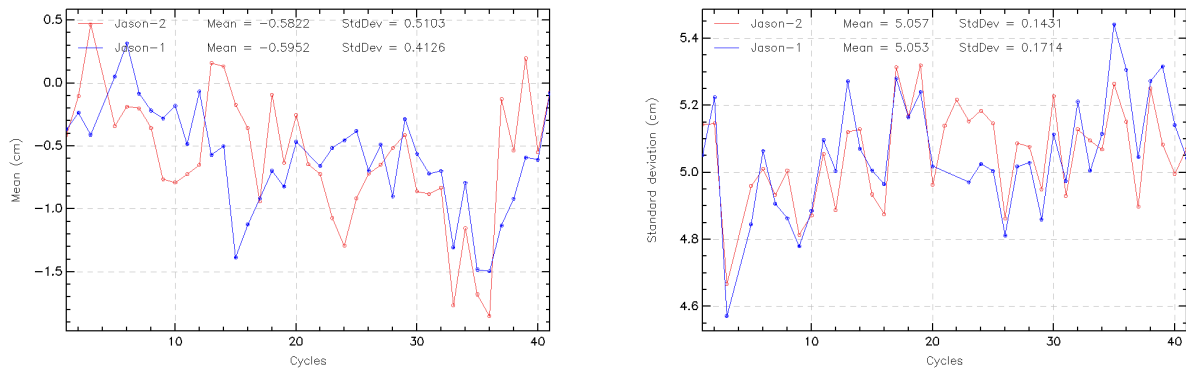 Jason-2 Mean = -0.5822 StdDev = 0.5103
Jason-1 Mean = -0.5952 StdDev = 0.4126
0.5
0.0
-0.5
-1.0
-1.5
Mean (cm)
10 20 30 40
Cycles
Jason-2 Mean = 5.057 StdDev = 0.1431
Jason-1 Mean = 5.053 StdDev = 0.1714
5.4
5.2
5.0
4.8
4.6
Standard deviation (cm)
10 20 30 40
Cycles